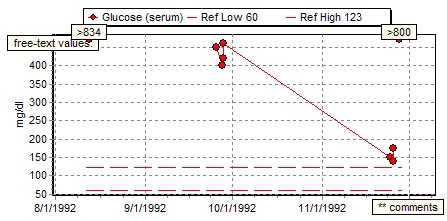 Glucose (serum) Ref Low 60 Ref High 123
>834 >800
free-text values:
400
350
300
250
200
150
100
50
mg/dl
8/1/1992 9/1/1992 10/1/1992 11/1/1992
** comments